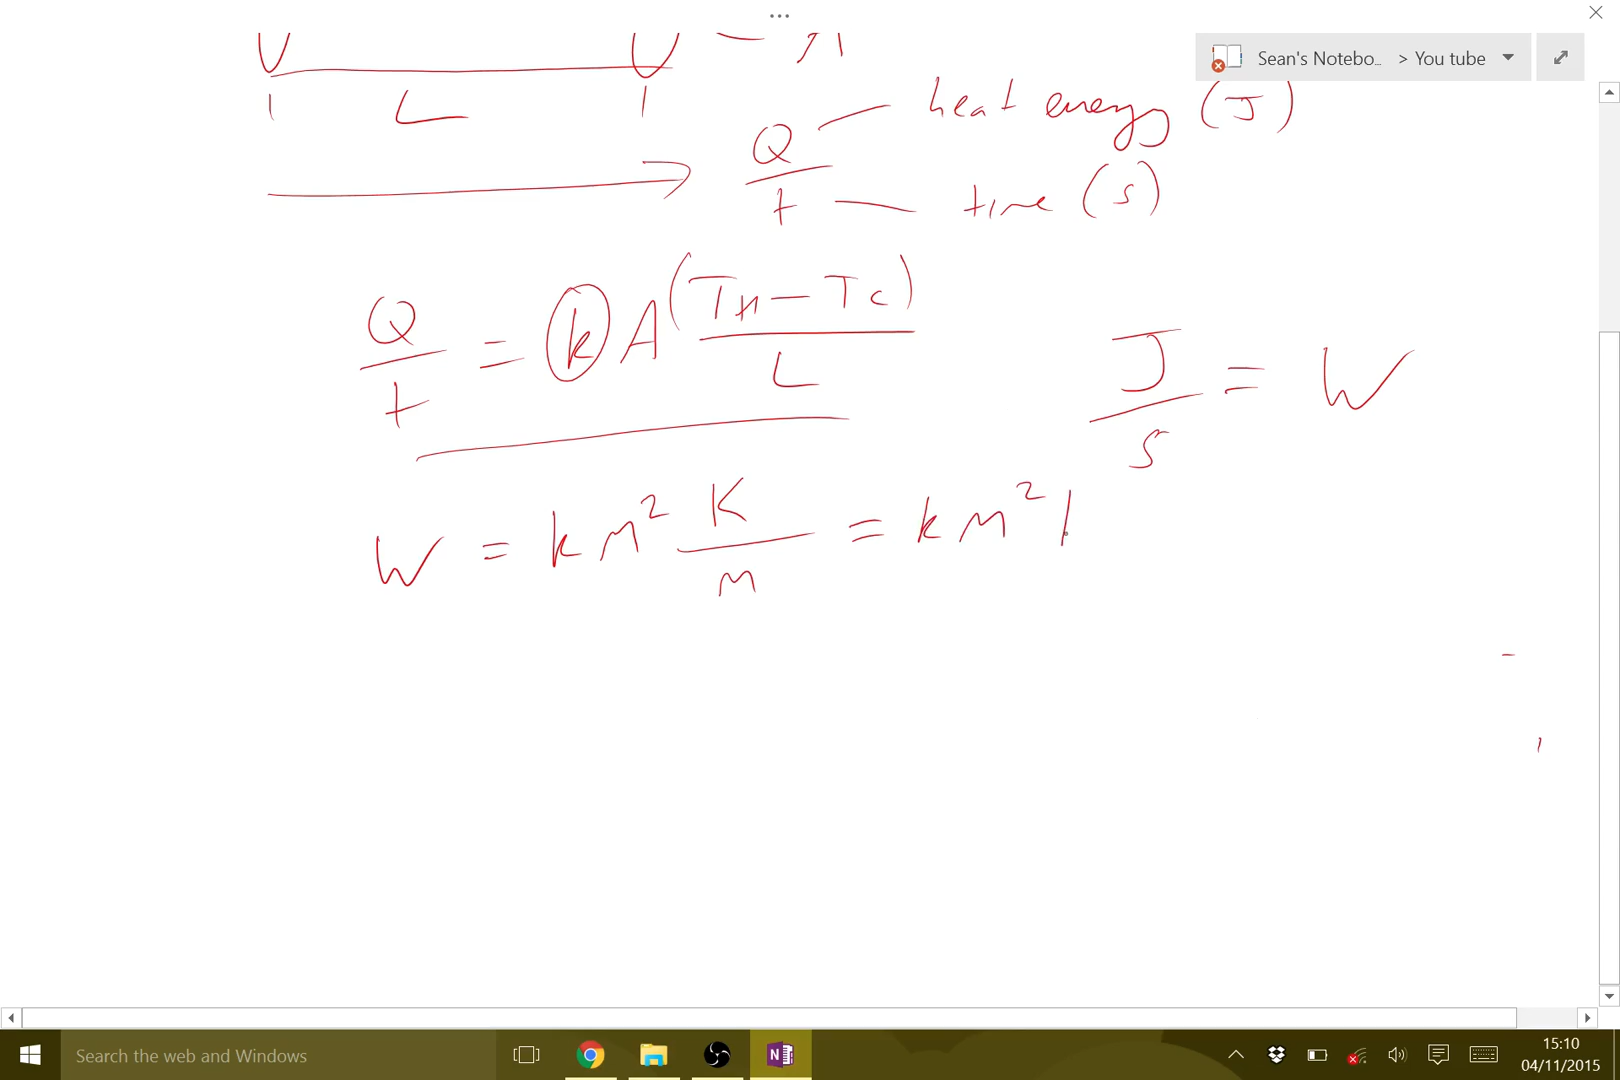 Sean's Notebo... > You tube
L
Q/t heat energy (J)
time (s)
Q/t = k A (TH - Tc)/L
J/s = W
W = k m² K/m = k m²
Search the web and Windows
15:10
04/11/2015